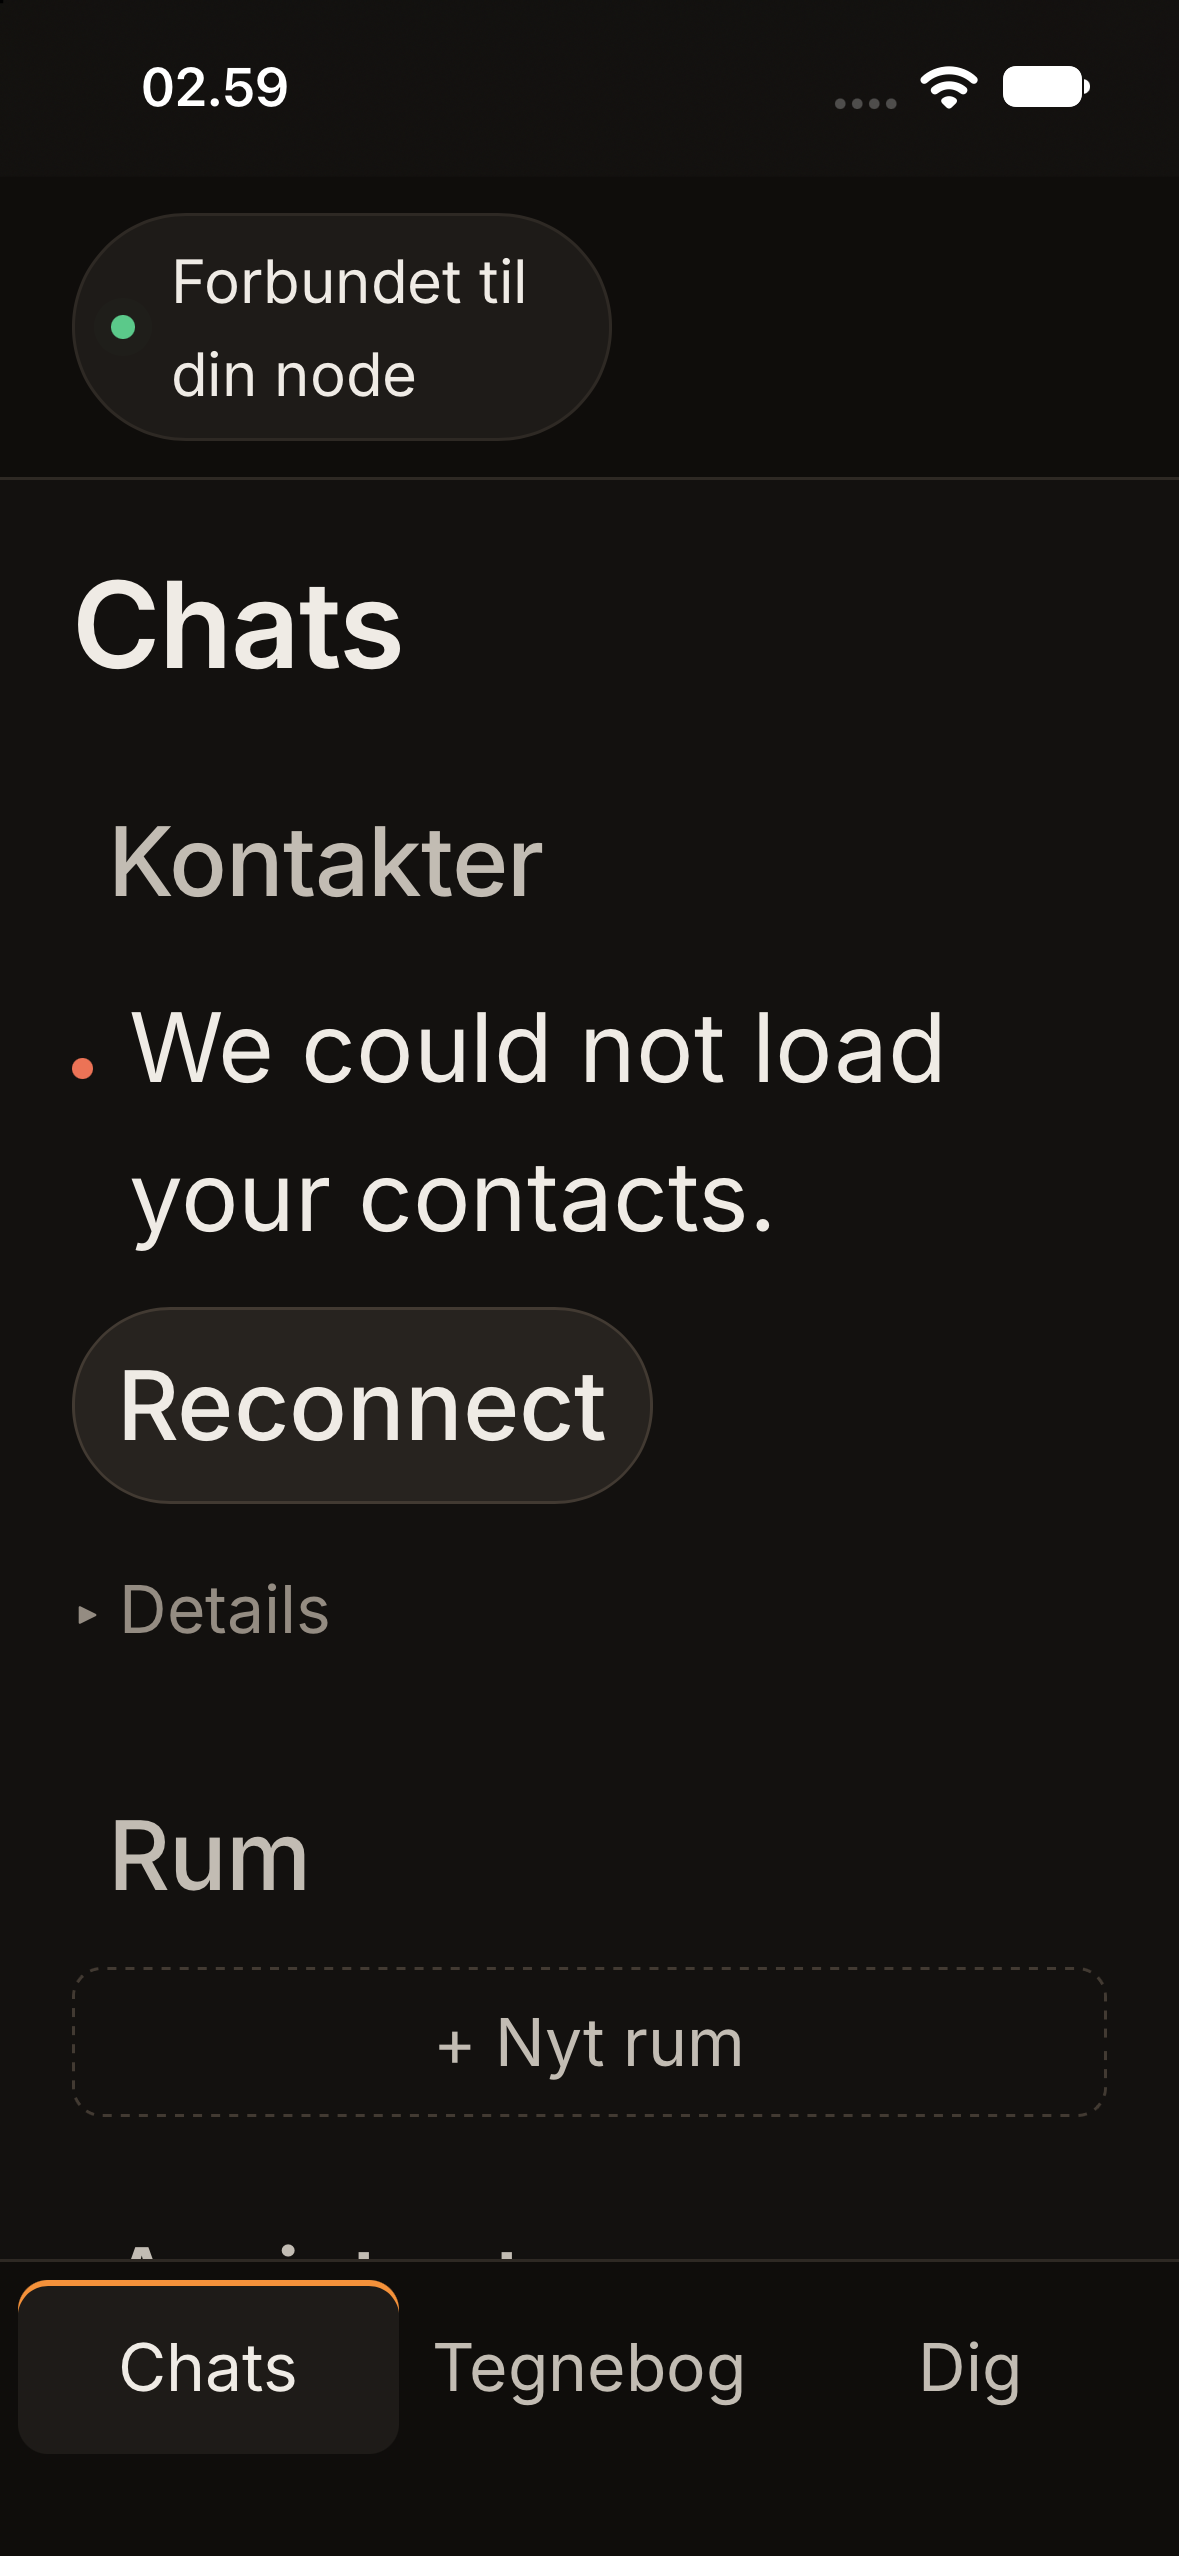 02.59
Forbundet til
din node
Chats
Kontakter
We could not load
your contacts.
Reconnect
Details
Rum
+ Nyt rum
Chats
Tegnebog
Dig